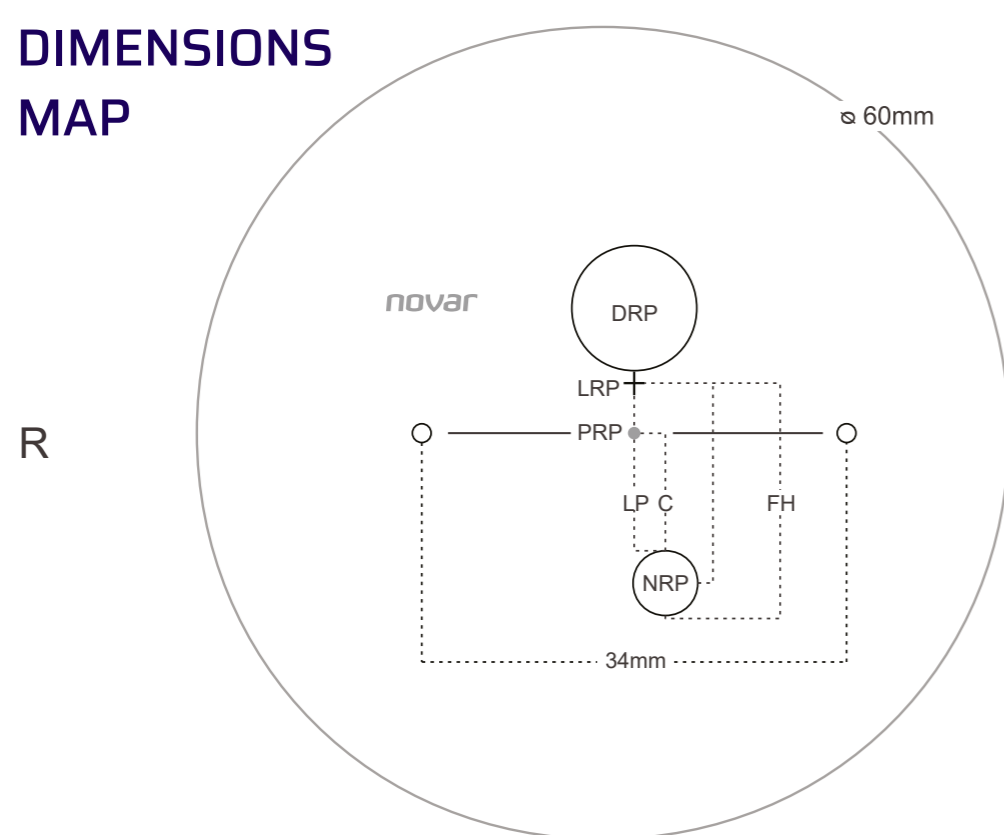 DIMENSIONS
MAP
⌀ 60mm
novar
DRP
LRP
R
PRP
LP C
FH
NRP
34mm